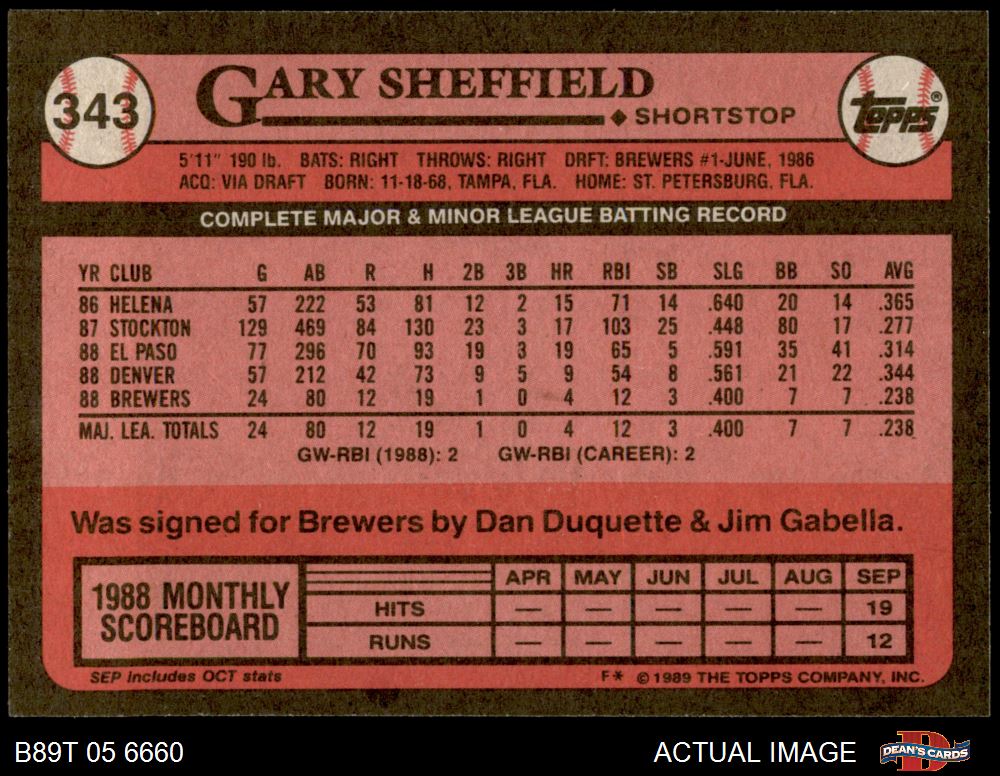 343
GARY SHEFFIELD
◆ SHORTSTOP
topps®
5'11" 190 lb. BATS: RIGHT THROWS: RIGHT DRFT: BREWERS #1-JUNE, 1986
ACQ: VIA DRAFT BORN: 11-18-68, TAMPA, FLA. HOME: ST. PETERSBURG, FLA.
COMPLETE MAJOR & MINOR LEAGUE BATTING RECORD
YR CLUB G AB R H 2B 3B HR RBI SB SLG BB SO AVG
86 HELENA 57 222 53 81 12 2 15 71 14 .640 20 14 .365
87 STOCKTON 129 469 84 130 23 3 17 103 25 .448 80 17 .277
88 EL PASO 77 296 70 93 19 3 19 65 5 .591 35 41 .314
88 DENVER 57 212 42 73 9 5 9 54 8 .561 21 22 .344
88 BREWERS 24 80 12 19 1 0 4 12 3 .400 7 7 .238
MAJ. LEA. TOTALS 24 80 12 19 1 0 4 12 3 .400 7 7 .238
GW-RBI (1988): 2 GW-RBI (CAREER): 2
Was signed for Brewers by Dan Duquette & Jim Gabella.
1988 MONTHLY
SCOREBOARD
APR MAY JUN JUL AUG SEP
HITS — — — — — 19
RUNS — — — — — 12
SEP Includes OCT stats
F* ©1989 THE TOPPS COMPANY, INC.
B89T 05 6660
ACTUAL IMAGE
DEAN'S CARDS